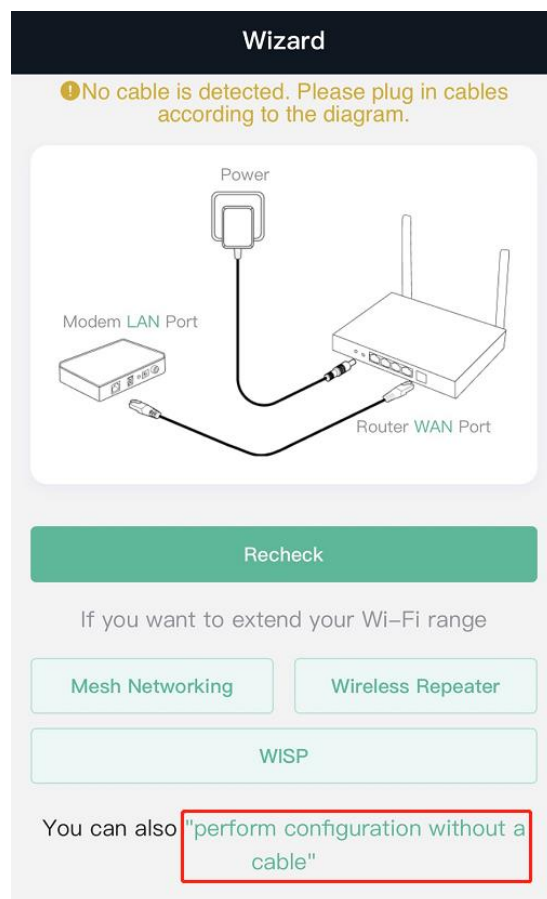 Wizard
No cable is detected. Please plug in cables
according to the diagram.
Power
Modem LAN Port
Router WAN Port
Recheck
If you want to extend your Wi-Fi range
Mesh Networking
Wireless Repeater
WISP
You can also "perform configuration without a
cable"